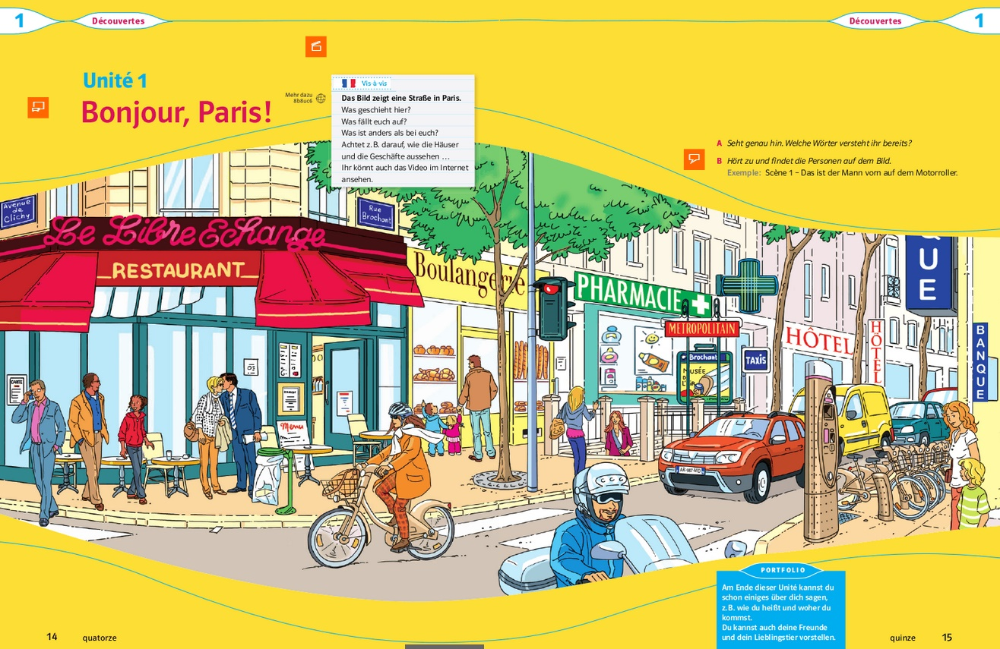 1
Découvertes
Découvertes
1
Unité 1
Bonjour, Paris!
Mehr dazu
8b8uc6
Vis-à-vis
Das Bild zeigt eine Straße in Paris.
Was geschieht hier?
Was fällt euch auf?
Was ist anders als bei euch?
Achtet z. B. darauf, wie die Häuser
und die Geschäfte aussehen …
Ihr könnt auch das Video im Internet
ansehen.
A Seht genau hin. Welche Wörter versteht ihr bereits?
B Hört zu und findet die Personen auf dem Bild.
Exemple: Scène 1 – Das ist der Mann vorn auf dem Motorroller.
Avenue
de
Clichy
Rue
Brochant
Le Libre Echange
RESTAURANT
Boulangerie
PHARMACIE
METROPOLITAIN
Brochant
MUSÉE
TAXIS
HÔTEL
HÔTEL
QUE
BANQUE
CARTE
Menu
AR-987-MD
PORTFOLIO
Am Ende dieser Unité kannst du
schon einiges über dich sagen,
z. B. wie du heißt und woher du
kommst.
Du kannst auch deine Freunde
und dein Lieblingstier vorstellen.
14 quatorze
quinze 15